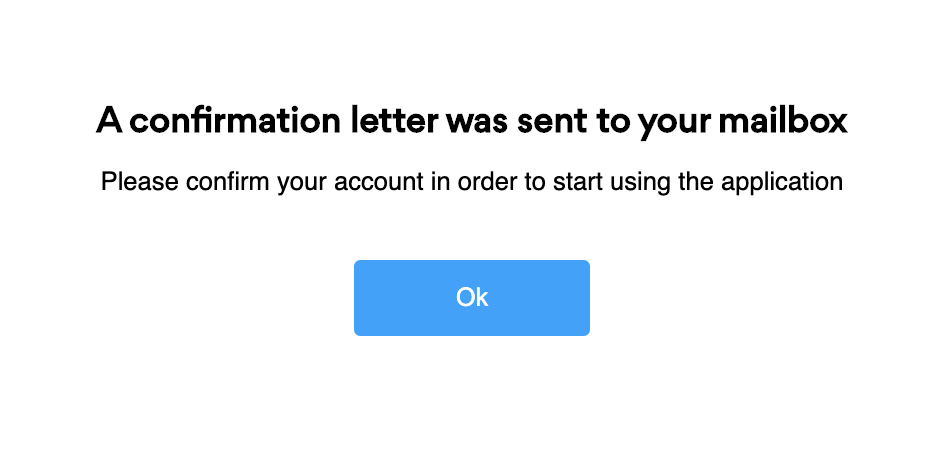 A confirmation letter was sent to your mailbox
Please confirm your account in order to start using the application
Ok